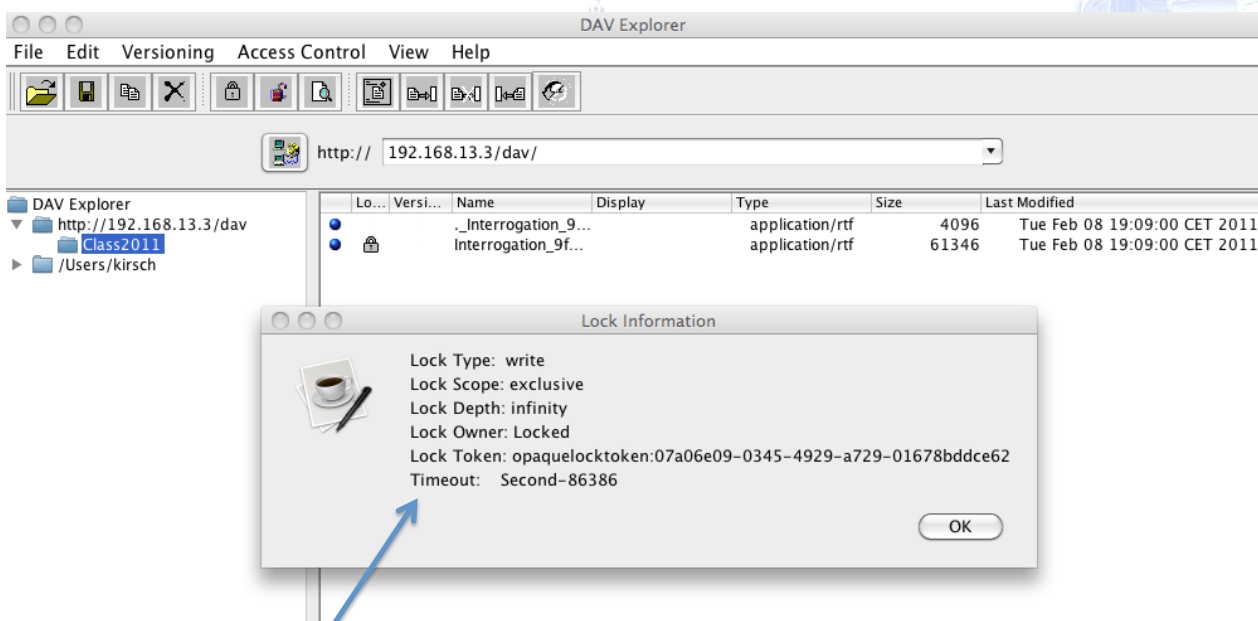 DAV Explorer
File Edit Versioning Access Control View Help
http:// 192.168.13.3/dav/
DAV Explorer
http://192.168.13.3/dav
Class2011
/Users/kirsch
Lo... Versi... Name Display Type Size Last Modified
._Interrogation_9... application/rtf 4096 Tue Feb 08 19:09:00 CET 2011
Interrogation_9f... application/rtf 61346 Tue Feb 08 19:09:00 CET 2011
Lock Information
Lock Type: write
Lock Scope: exclusive
Lock Depth: infinity
Lock Owner: Locked
Lock Token: opaquelocktoken:07a06e09-0345-4929-a729-01678bddce62
Timeout: Second-86386
OK